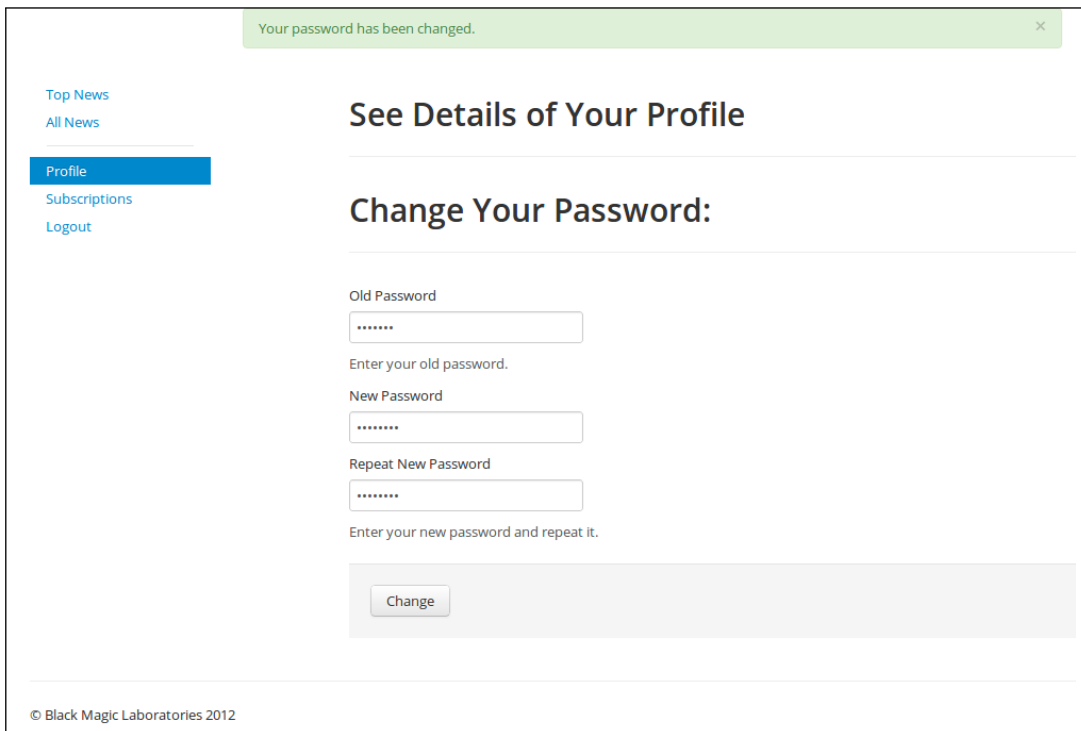 Your password has been changed. ×
Top News
All News
Profile
Subscriptions
Logout
See Details of Your Profile
Change Your Password:
Old Password
•••••••
Enter your old password.
New Password
••••••••
Repeat New Password
••••••••
Enter your new password and repeat it.
Change
© Black Magic Laboratories 2012